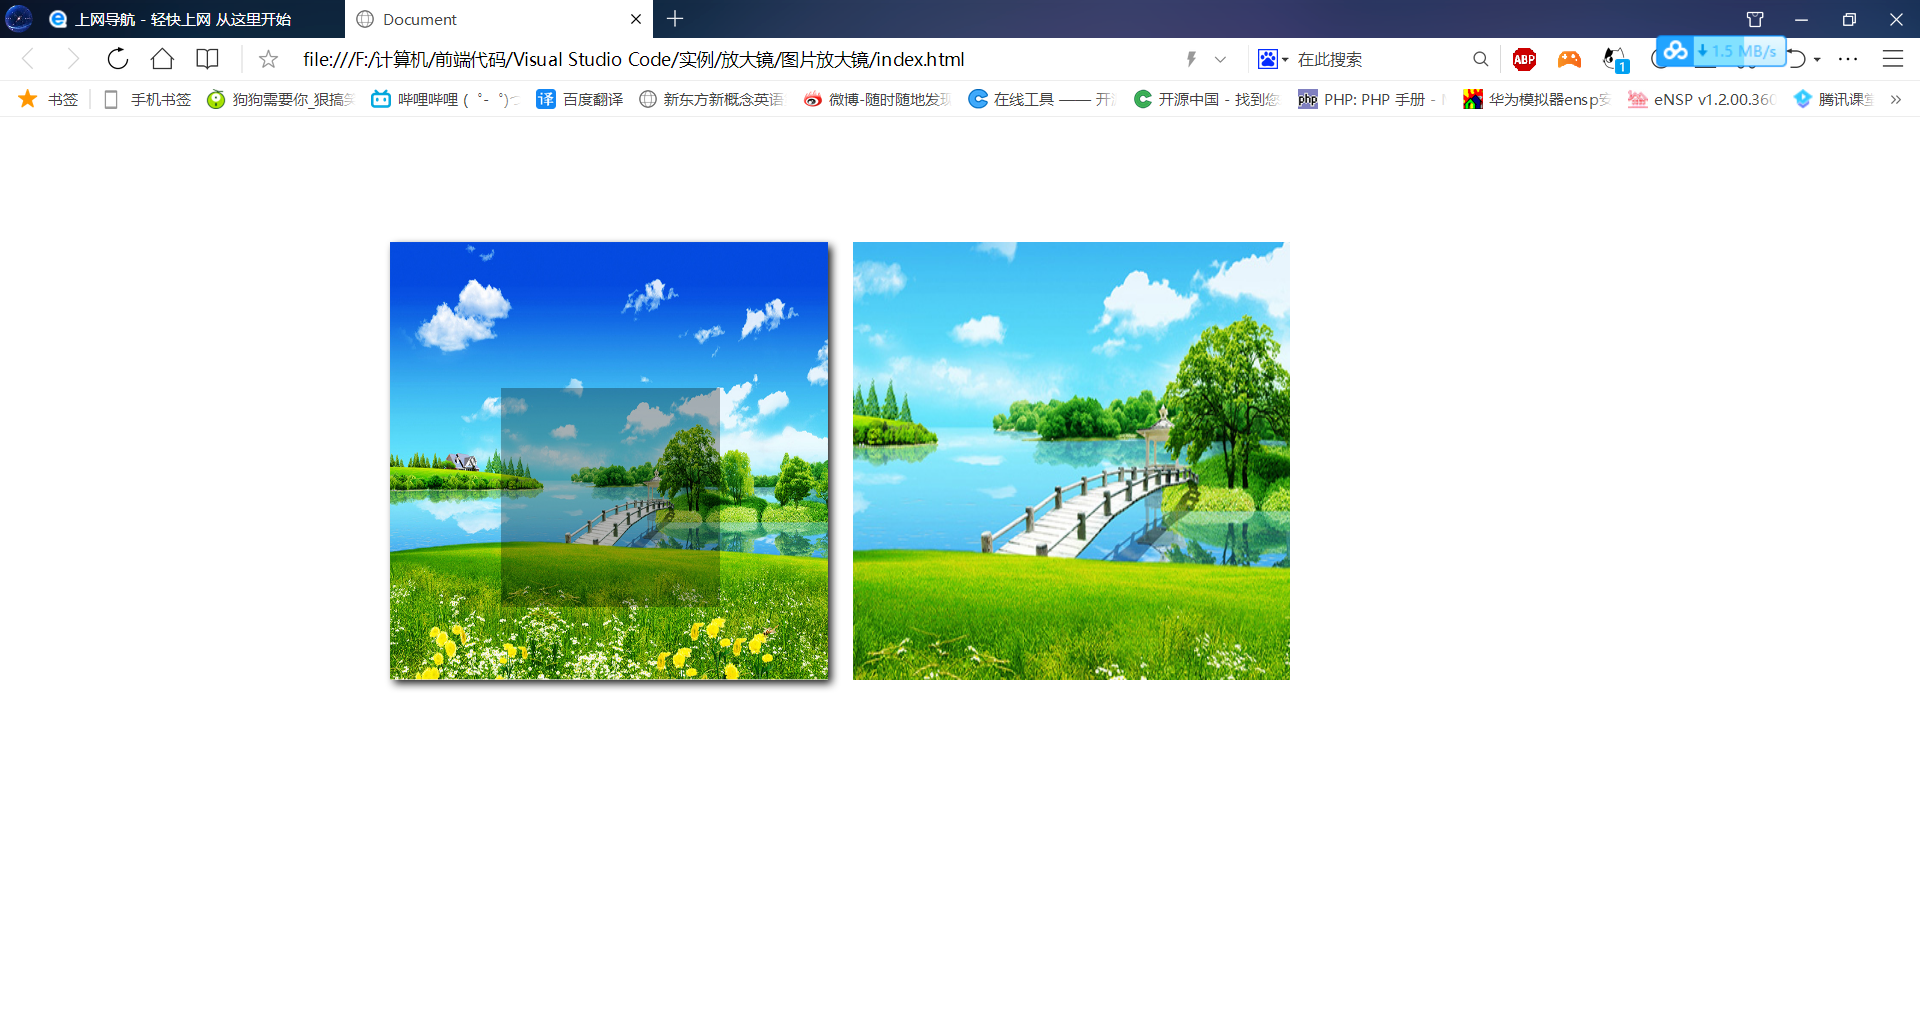 上网导航 - 轻快上网 从这里开始
Document
file:///F:/计算机/前端代码/Visual Studio Code/实例/放大镜/图片放大镜/index.html
在此搜索
ABP
1
1.5 MB/s
书签
手机书签
狗狗需要你_狠搞
哔哩哔哩 ( ゜- ゜)つ
译 百度翻译
新东方新概念英语
微博-随时随地发现
在线工具 —— 开
开源中国 - 找到您
php PHP: PHP 手册 -
华为模拟器ensp安
eNSP v1.2.00.360
腾讯课堂